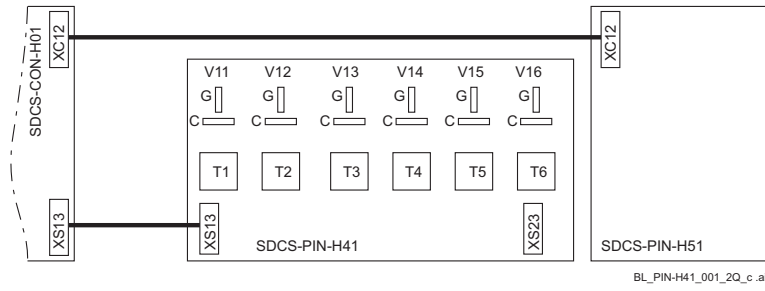 XC12
XC12
SDCS-CON-H01
V11 V12 V13 V14 V15 V16
G G G G G G
C C C C C C
T1 T2 T3 T4 T5 T6
XS13
XS13
XS23
SDCS-PIN-H41
SDCS-PIN-H51
BL_PIN-H41_001_2Q_c.a